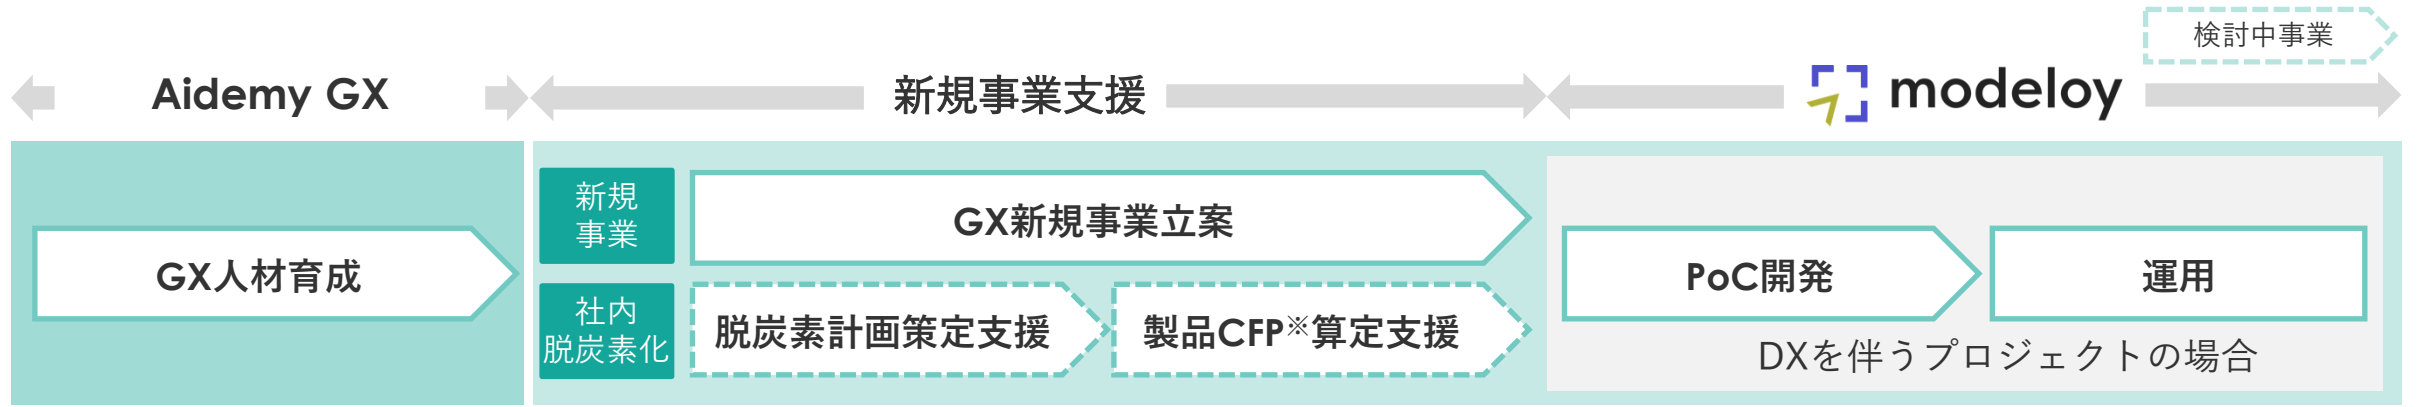 検討中事業
Aidemy GX
新規事業支援
modeloy
GX人材育成
新規
事業
GX新規事業立案
社内
脱炭素化
脱炭素計画策定支援
製品CFP※算定支援
PoC開発
運用
DXを伴うプロジェクトの場合